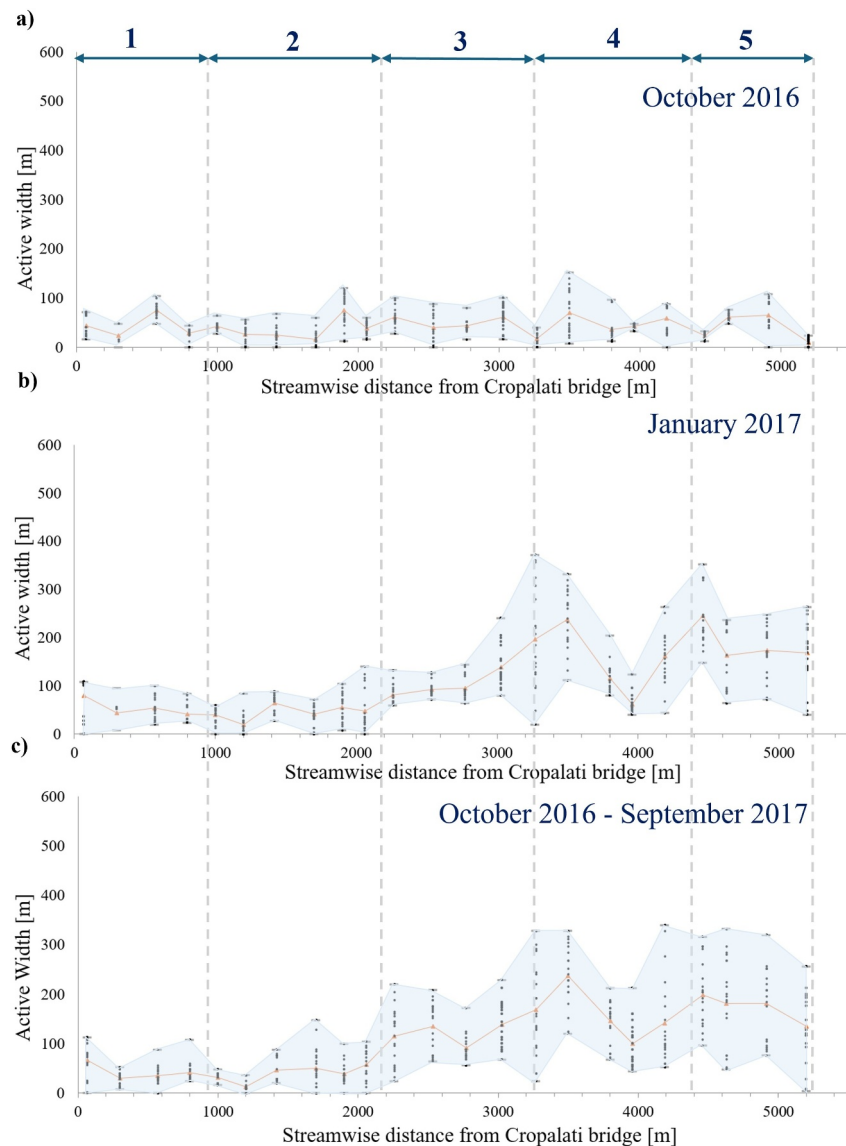 a)
1 2 3 4 5
600
October 2016
500
400
300
200
100
0
Active width [m]
0 1000 2000 3000 4000 5000
Streamwise distance from Cropalati bridge [m]
b)
January 2017
600
500
400
300
200
100
0
Active width [m]
0 1000 2000 3000 4000 5000
Streamwise distance from Cropalati bridge [m]
c)
October 2016 - September 2017
600
500
400
300
200
100
0
Active Width [m]
0 1000 2000 3000 4000 5000
Streamwise distance from Cropalati bridge [m]